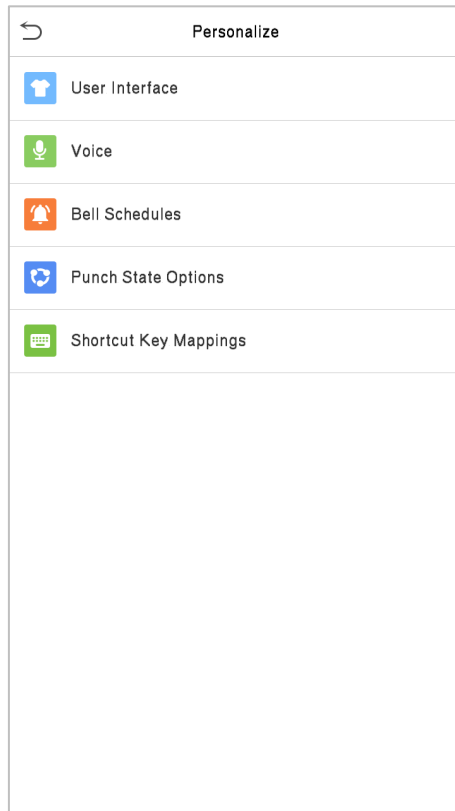 Personalize
User Interface
Voice
Bell Schedules
Punch State Options
Shortcut Key Mappings